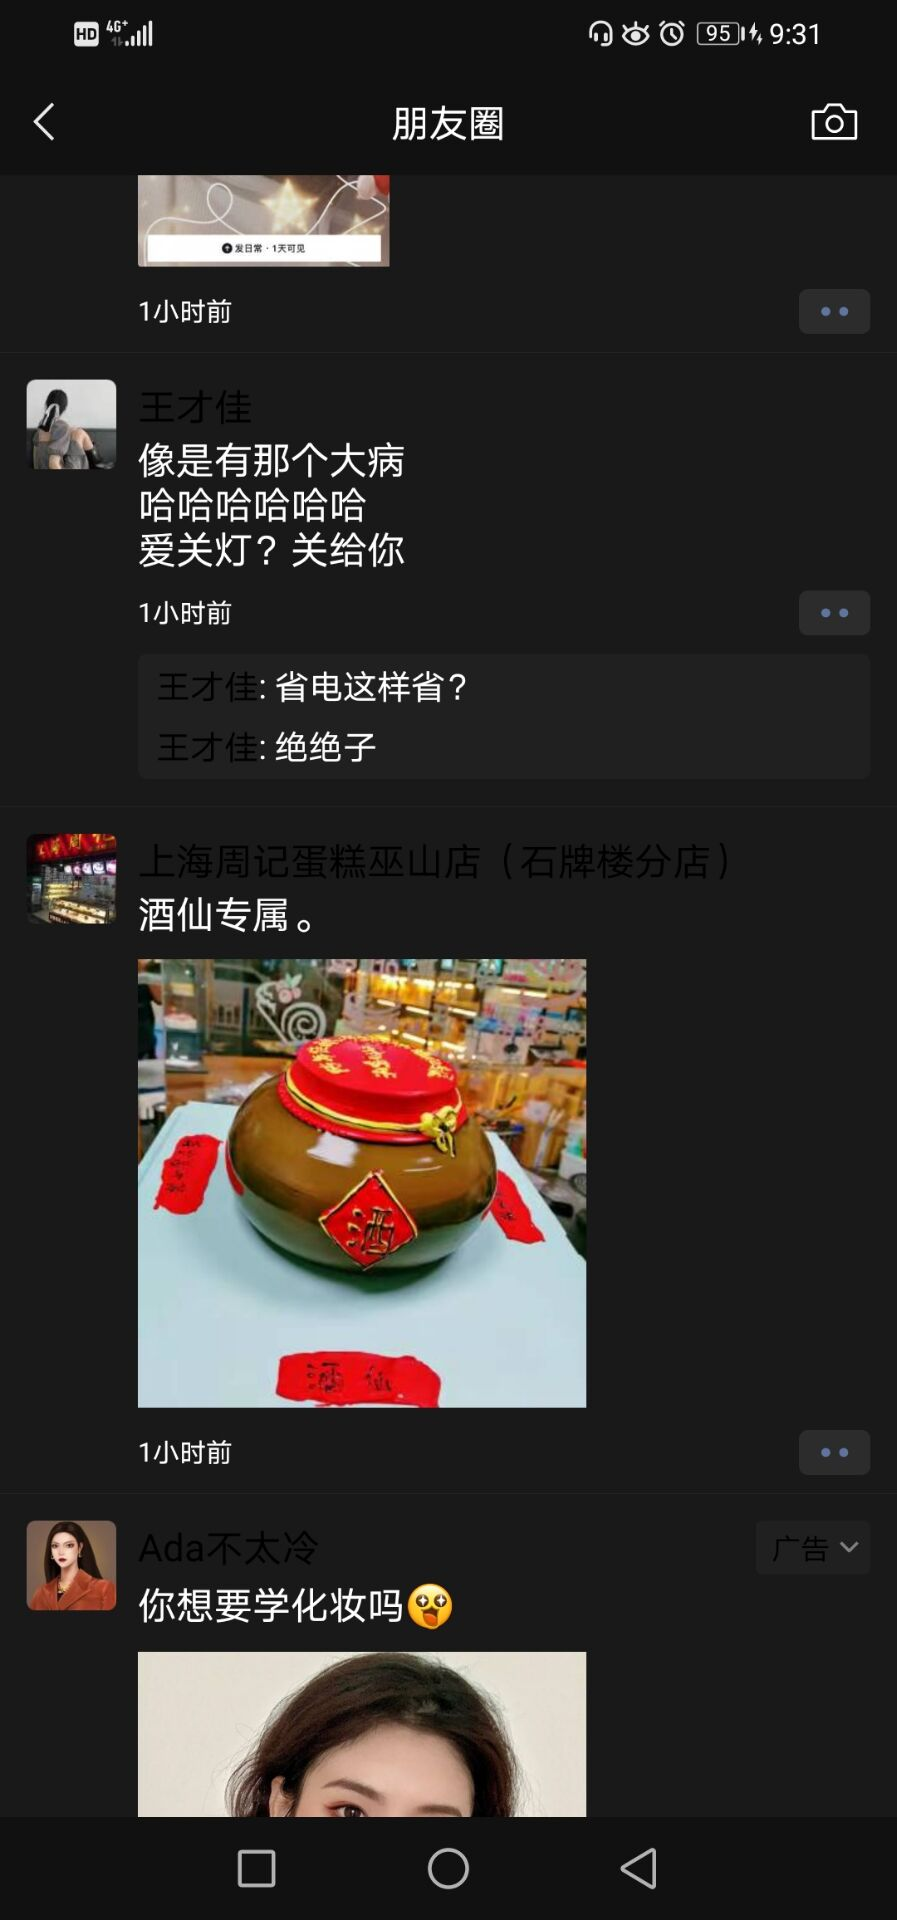 HD 4G+ 95 9:31
朋友圈
发日常 · 1天可见
1小时前
王才佳
像是有那个大病
哈哈哈哈哈哈
爱关灯？关给你
1小时前
王才佳: 省电这样省？
王才佳: 绝绝子
上海周记蛋糕巫山店（石牌楼分店）
酒仙专属。
酒
酒 仙
1小时前
Ada不太冷
广告
你想要学化妆吗